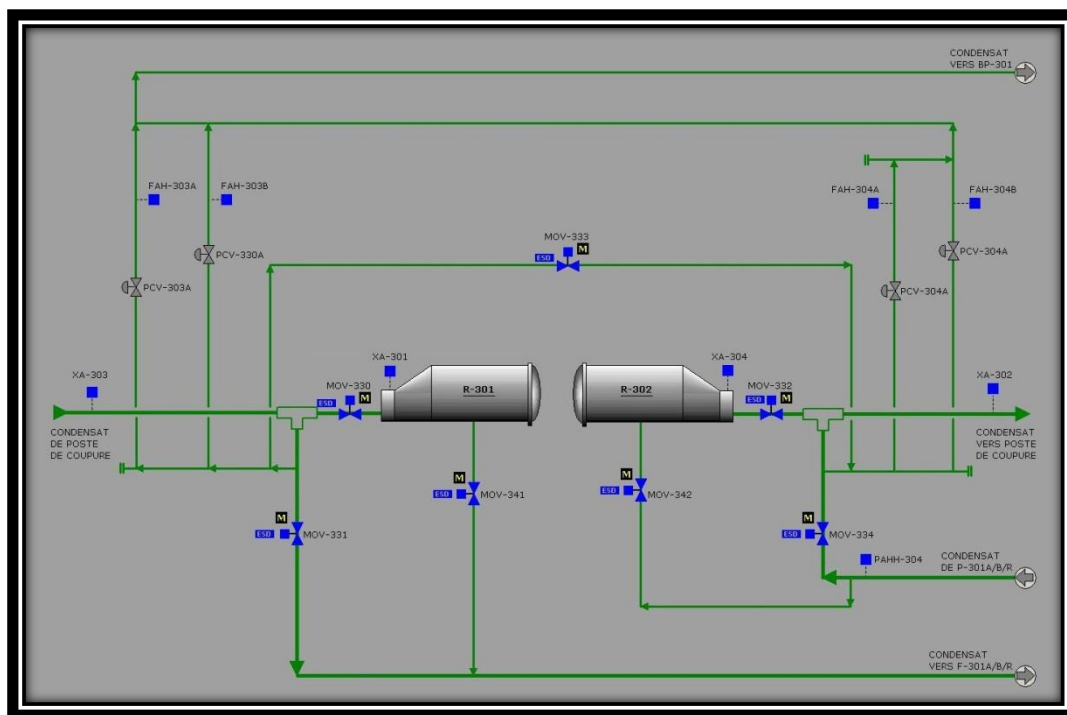 CONDENSAT
VERS BP-301
FAH-303A
FAH-303B
FAH-304A
FAH-304B
MOV-333
M
ESD
PCV-330A
PCV-304A
PCV-303A
PCV-304A
XA-303
XA-301
XA-304
XA-302
MOV-330
MOV-332
R-301
R-302
ESD
M
ESD
M
CONDENSAT
DE POSTE
DE COUPURE
CONDENSAT
VERS POSTE
DE COUPURE
M
ESD
MOV-341
M
ESD
MOV-342
M
ESD
MOV-331
M
ESD
MOV-334
PAHH-304
CONDENSAT
DE P-301A/B/R
CONDENSAT
VERS F-301A/B/R